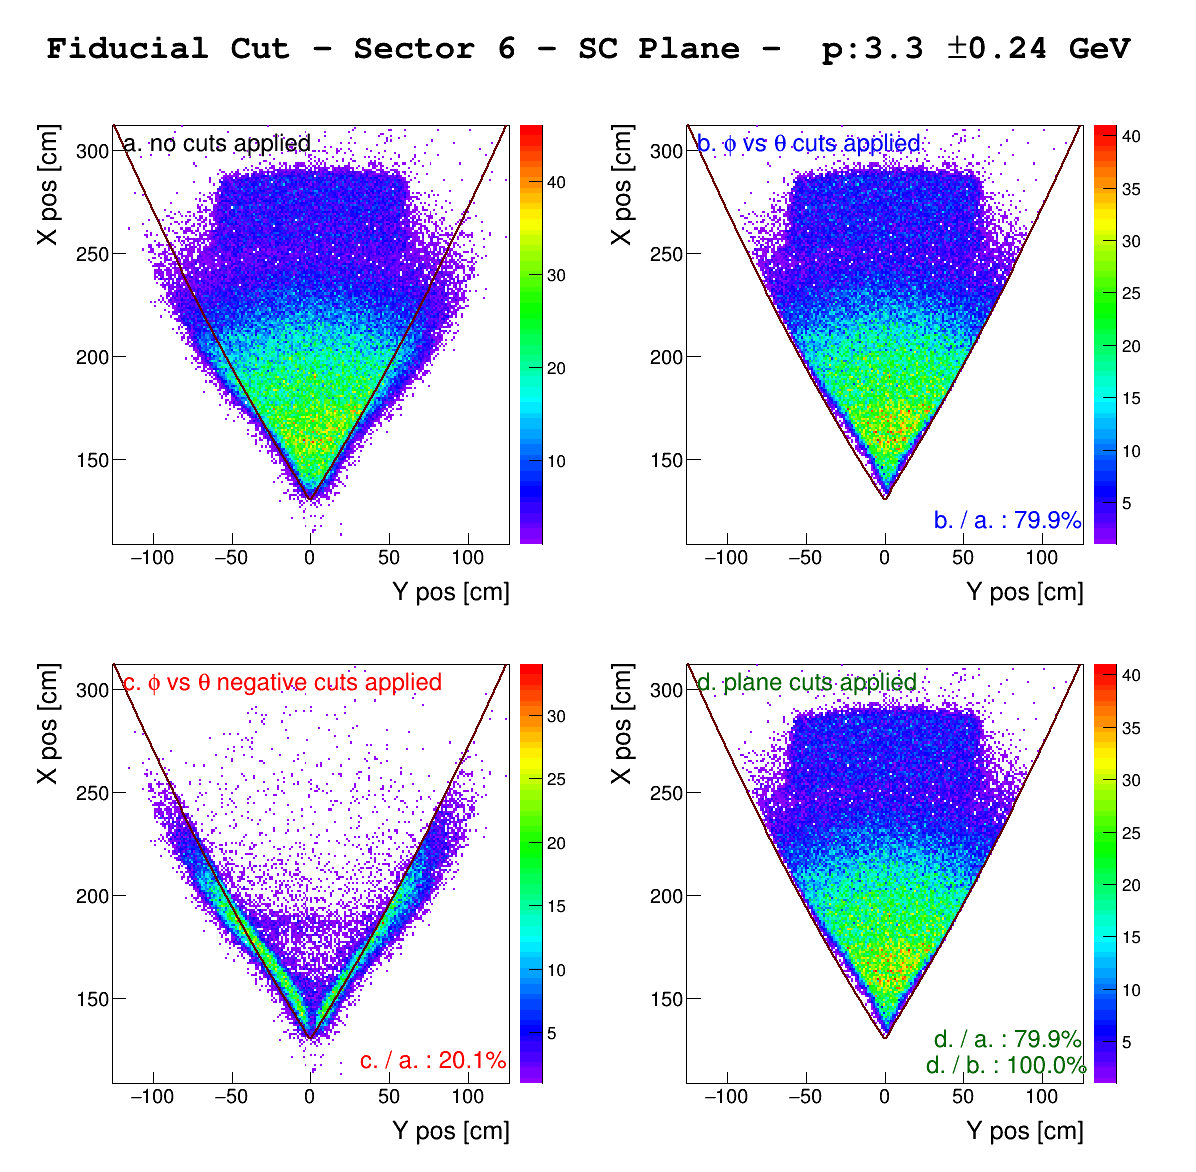 Fiducial Cut – Sector 6 – SC Plane –  p:3.3 ±0.24 GeV
a. no cuts applied
X pos [cm]
300
250
200
150
−100 −50 0 50 100
Y pos [cm]
40
30
20
10
b. ϕ vs θ cuts applied
X pos [cm]
300
250
200
150
b. / a. : 79.9%
−100 −50 0 50 100
Y pos [cm]
40
35
30
25
20
15
10
5
c. ϕ vs θ negative cuts applied
X pos [cm]
300
250
200
150
c. / a. : 20.1%
−100 −50 0 50 100
Y pos [cm]
30
25
20
15
10
5
d. plane cuts applied
X pos [cm]
300
250
200
150
d. / a. : 79.9%
d. / b. : 100.0%
−100 −50 0 50 100
Y pos [cm]
40
35
30
25
20
15
10
5